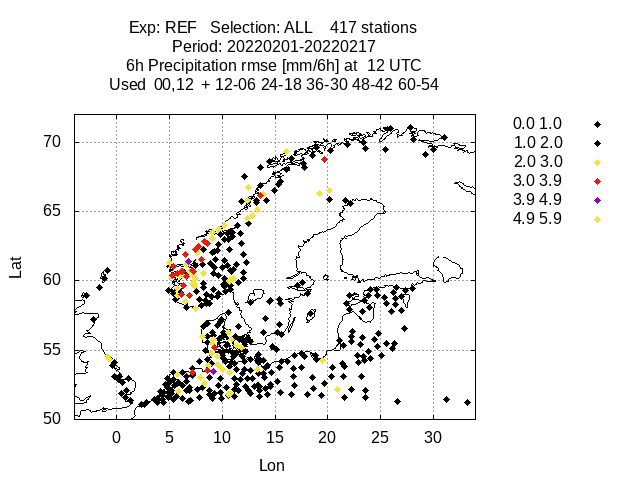 Exp: REF   Selection: ALL    417 stations
Period: 20220201-20220217
6h Precipitation rmse [mm/6h] at  12 UTC
Used  00,12  + 12-06 24-18 36-30 48-42 60-54
0.0 1.0
1.0 2.0
2.0 3.0
3.0 3.9
3.9 4.9
4.9 5.9
70
65
60
55
50
Lat
0 5 10 15 20 25 30
Lon